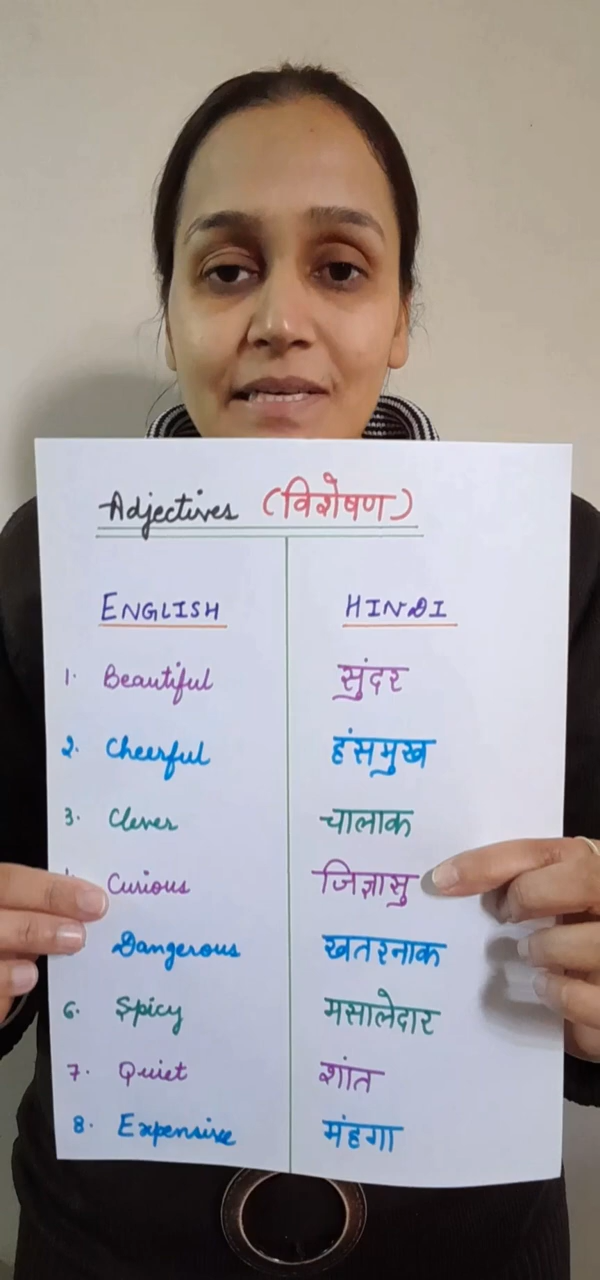 Adjectives (विशेषण)
ENGLISH HINDI
1. Beautiful सुंदर
2. Cheerful हंसमुख
3. Clever चालाक
Curious जिज्ञासु
Dangerous खतरनाक
6. Spicy मसालेदार
7. Quiet शांत
8. Expensive मंहगा